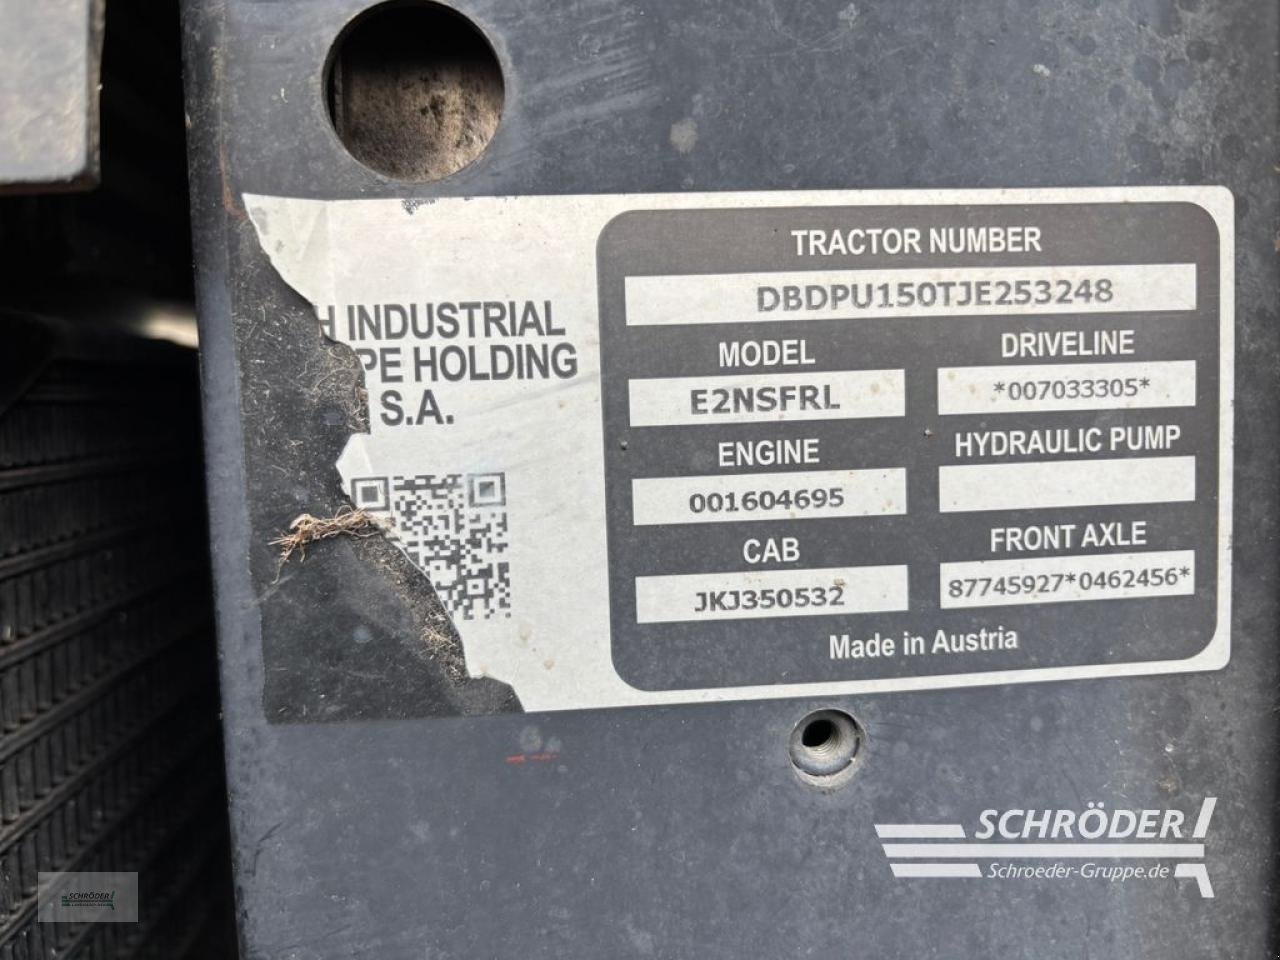 H INDUSTRIAL
PE HOLDING
S.A.
TRACTOR NUMBER
DBDPU150TJE253248
MODEL
E2NSFRL
DRIVELINE
*007033305*
ENGINE
001604695
HYDRAULIC PUMP
CAB
JKJ350532
FRONT AXLE
87745927*0462456*
Made in Austria
SCHRÖDER
Schroeder-Gruppe.de
SCHRÖDER